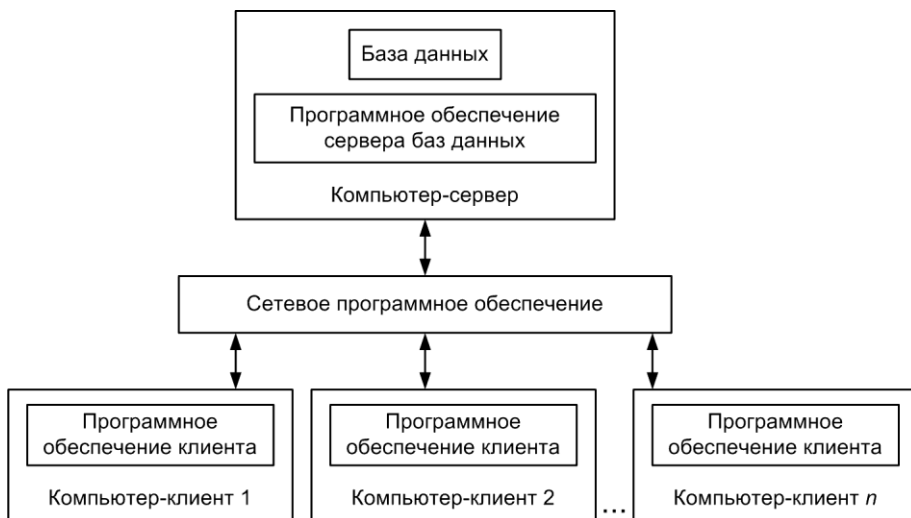 База данных
Программное обеспечение
сервера баз данных
Компьютер-сервер
Сетевое программное обеспечение
Программное
обеспечение клиента
Компьютер-клиент 1
Программное
обеспечение клиента
Компьютер-клиент 2
...
Программное
обеспечение клиента
Компьютер-клиент n